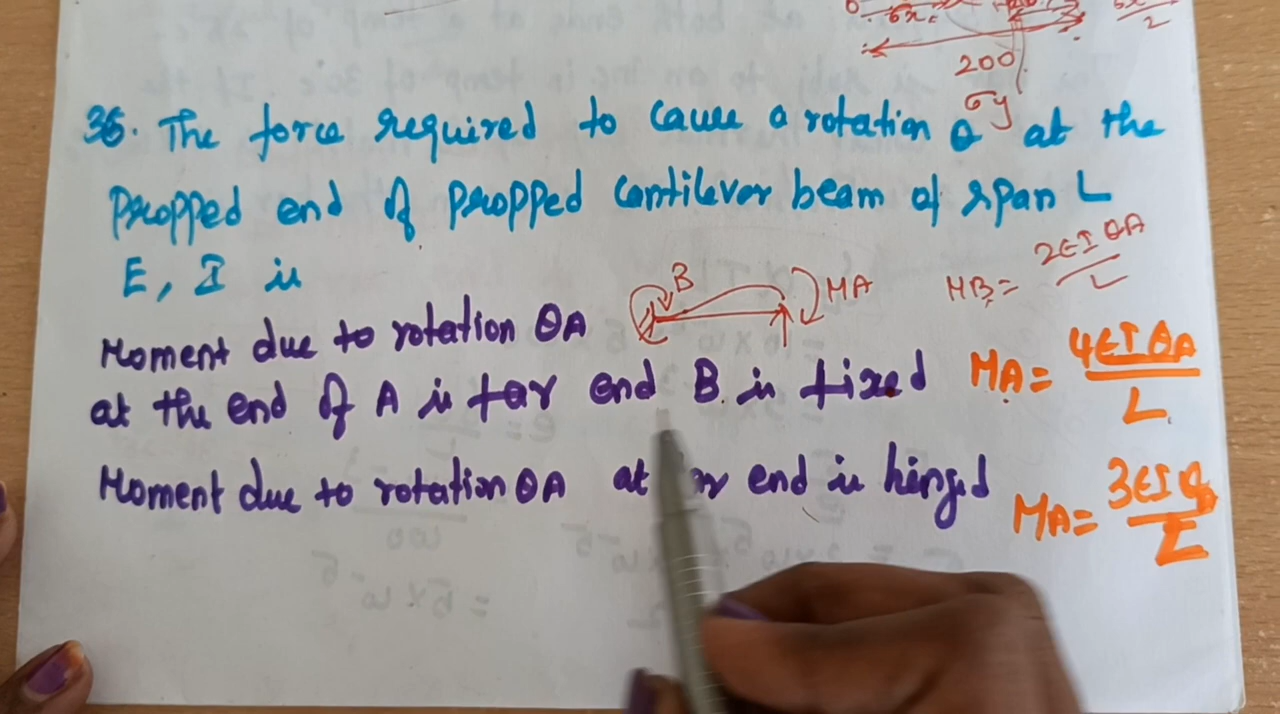 200
σy
36. The force required to cause a rotation θ at the
propped end of propped cantilever beam of span L
E, I is
B
MA
MB = 2EIθA / L
Moment due to rotation θA
at the end of A is far end B is fixed
MA = 4EIθA / L
Moment due to rotation θA at end is hinged
MA = 3EIθA / L